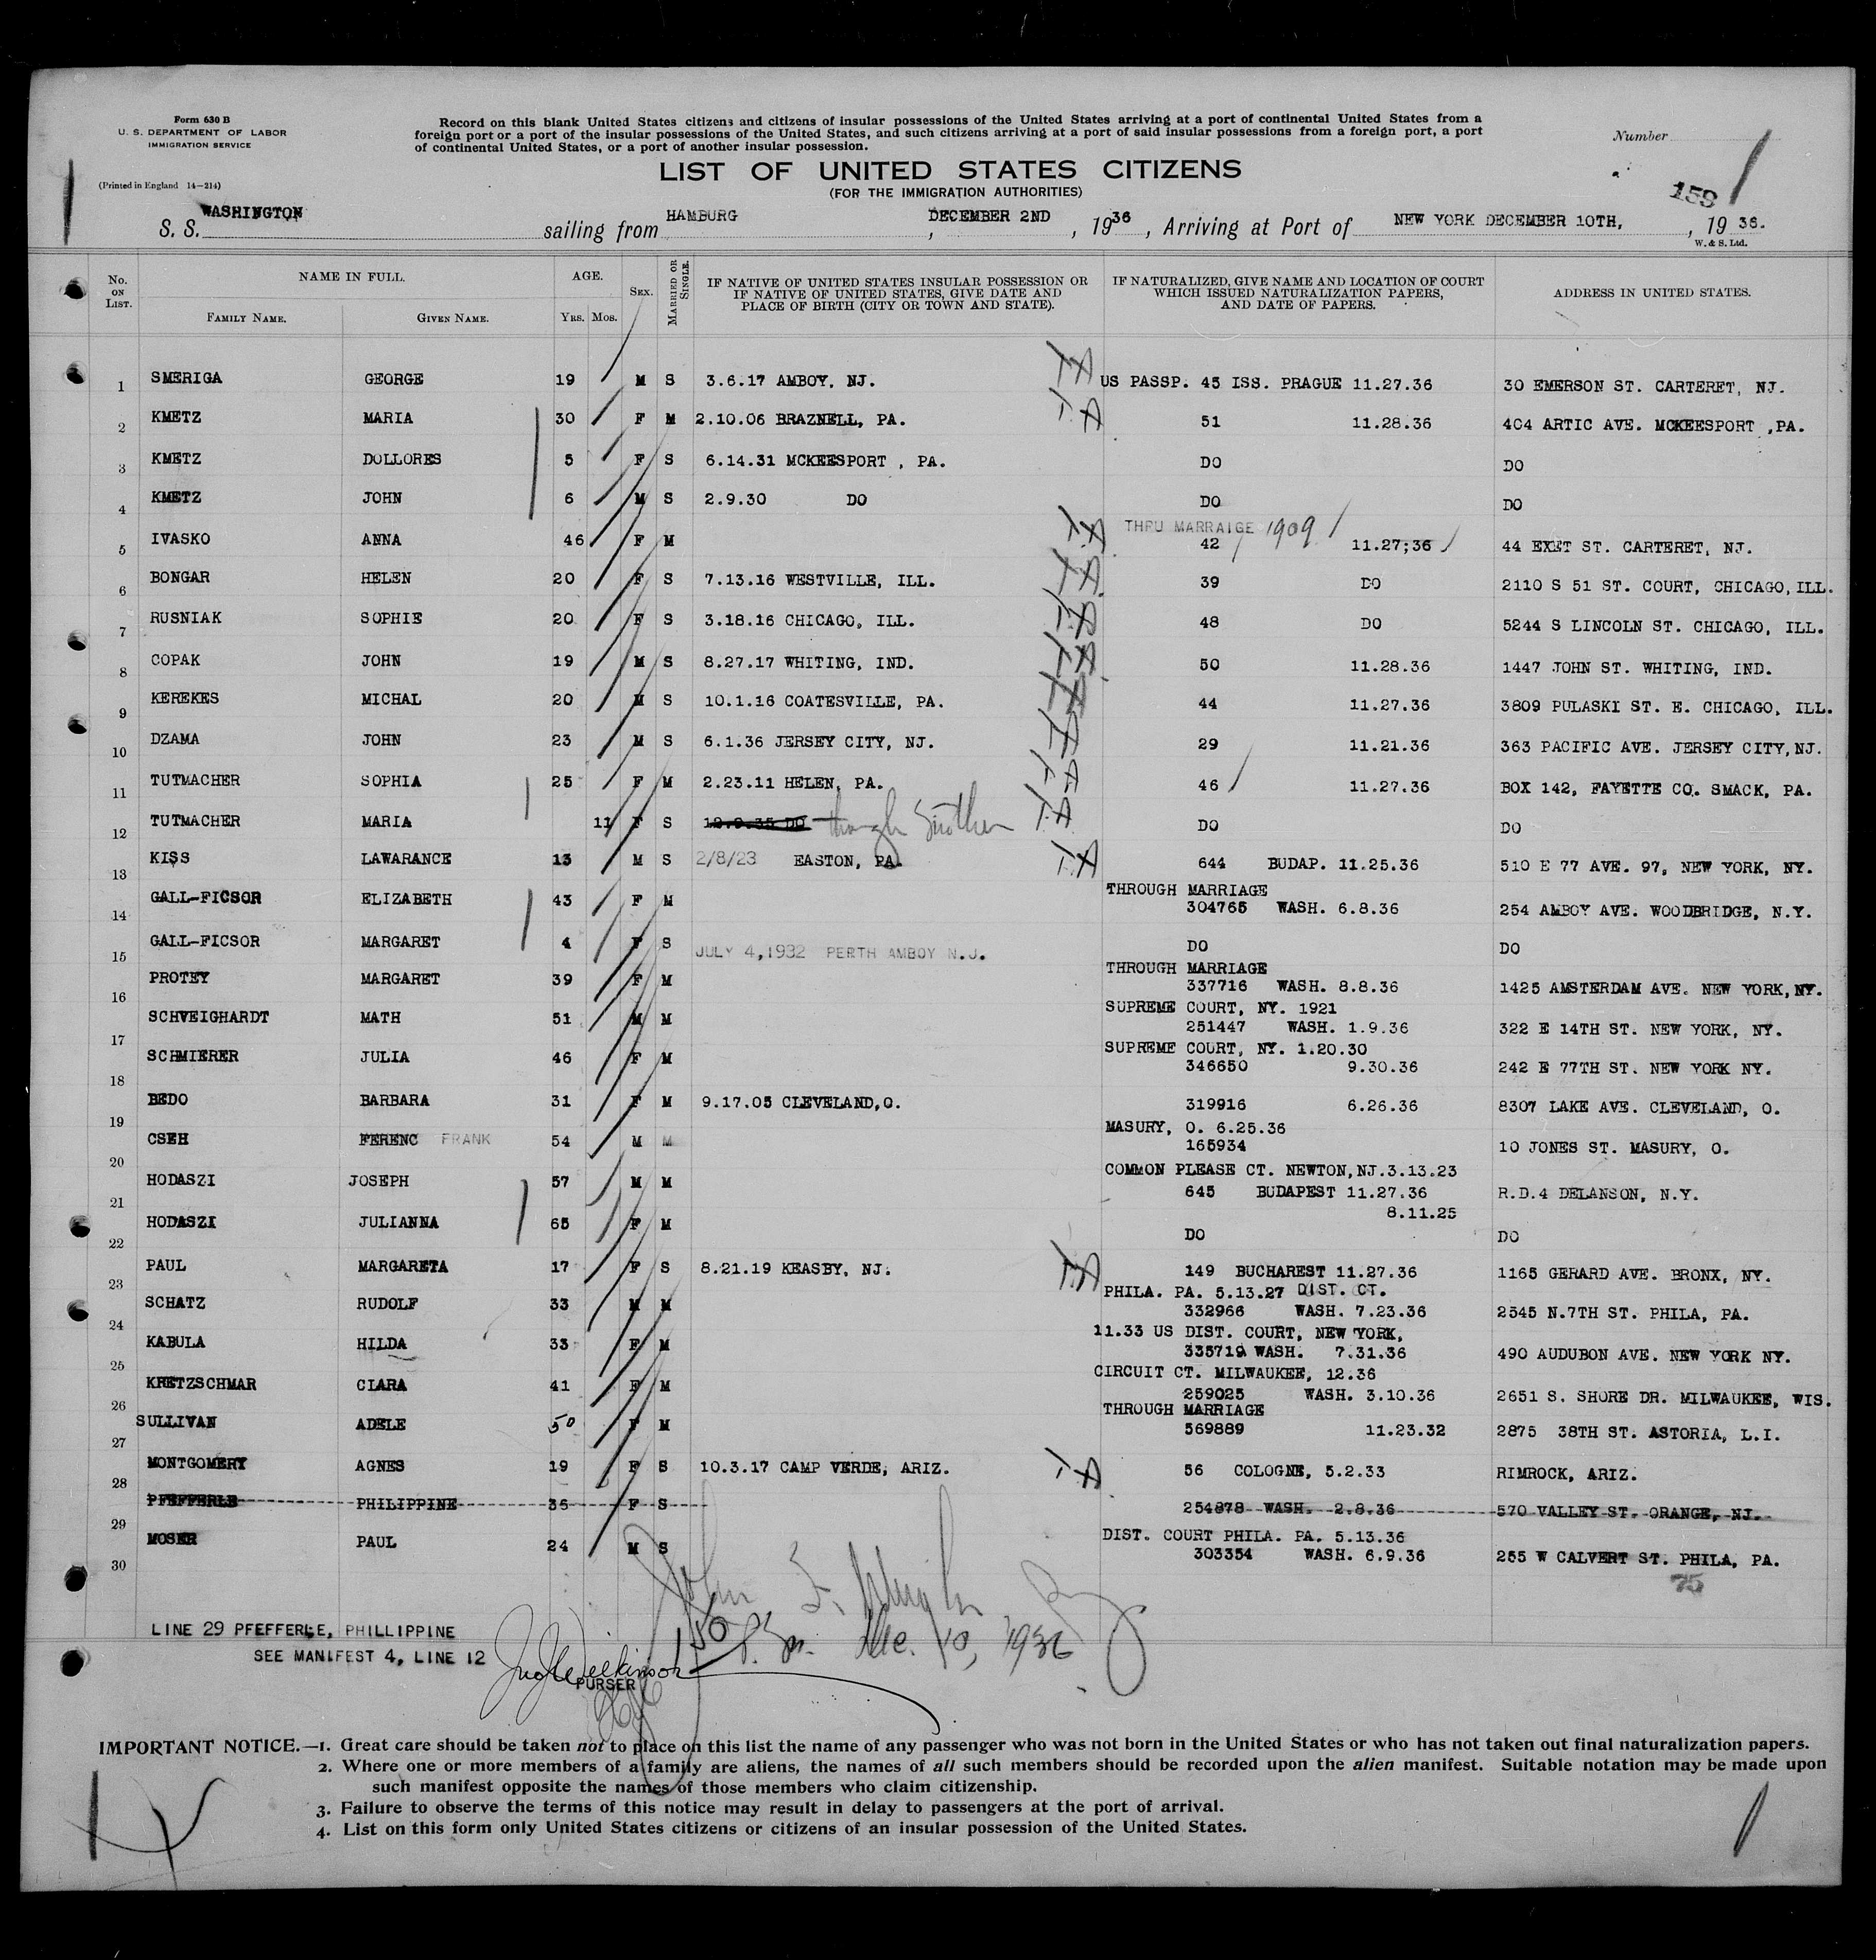 Form 630 B
U. S. DEPARTMENT OF LABOR
IMMIGRATION SERVICE
(Printed in England 14-214)
Record on this blank United States citizens and citizens of insular possessions of the United States arriving at a port of continental United States from a
foreign port or a port of the insular possessions of the United States, and such citizens arriving at a port of said insular possessions from a foreign port, a port
of continental United States, or a port of another insular possession.
Number
LIST OF UNITED STATES CITIZENS
(FOR THE IMMIGRATION AUTHORITIES)
159
S. S. WASHINGTON sailing from HAMBURG, DECEMBER 2ND, 1936, Arriving at Port of NEW YORK DECEMBER 10TH, , 19 36.
W. & S. Ltd.
No. ON LIST. NAME IN FULL. AGE. SEX. MARRIED OR SINGLE. IF NATIVE OF UNITED STATES INSULAR POSSESSION OR IF NATIVE OF UNITED STATES, GIVE DATE AND PLACE OF BIRTH (CITY OR TOWN AND STATE). IF NATURALIZED, GIVE NAME AND LOCATION OF COURT WHICH ISSUED NATURALIZATION PAPERS, AND DATE OF PAPERS. ADDRESS IN UNITED STATES.
FAMILY NAME. GIVEN NAME. YRS. MOS.
1 SMERIGA GEORGE 19 M S 3.6.17 AMBOY, NJ. US PASSP. 45 ISS. PRAGUE 11.27.36 30 EMERSON ST. CARTERET, NJ.
2 KMETZ MARIA 30 F M 2.10.06 BRAZNELL, PA. 51 11.28.36 404 ARTIC AVE. MCKEESPORT ,PA.
3 KMETZ DOLLORES 5 F S 6.14.31 MCKEESPORT , PA. DO DO
4 KMETZ JOHN 6 M S 2.9.30 DO DO DO
THRU MARRAIGE 1909
5 IVASKO ANNA 46 F M 42 11.27;36 44 EXET ST. CARTERET, NJ.
6 BONGAR HELEN 20 F S 7.13.16 WESTVILLE, ILL. 39 DO 2110 S 51 ST. COURT, CHICAGO, ILL.
7 RUSNIAK SOPHIE 20 F S 3.18.16 CHICAGO, ILL. 48 DO 5244 S LINCOLN ST. CHICAGO, ILL.
8 COPAK JOHN 19 M S 8.27.17 WHITING, IND. 50 11.28.36 1447 JOHN ST. WHITING, IND.
9 KEREKES MICHAL 20 M S 10.1.16 COATESVILLE, PA. 44 11.27.36 3809 PULASKI ST. E. CHICAGO, ILL.
10 DZAMA JOHN 23 M S 6.1.36 JERSEY CITY, NJ. 29 11.21.36 363 PACIFIC AVE. JERSEY CITY, NJ.
11 TUTMACHER SOPHIA 25 F M 2.23.11 HELEN, PA. 46 11.27.36 BOX 142, FAYETTE CO. SMACK, PA.
12 TUTMACHER MARIA 11 F S 12.9.35 DO through mother DO DO
13 KISS LAWARANCE 13 M S 2/8/23 EASTON, PA. 644 BUDAP. 11.25.36 510 E 77 AVE. 97, NEW YORK, NY.
THROUGH MARRIAGE
14 GALL-FICSOR ELIZABETH 43 F M 304765 WASH. 6.8.36 254 AMBOY AVE. WOODBRIDGE, N.Y.
15 GALL-FICSOR MARGARET 4 F S JULY 4,1932 PERTH AMBOY N.J. DO DO
THROUGH MARRIAGE
16 PROTEY MARGARET 39 F M 337716 WASH. 8.8.36 1425 AMSTERDAM AVE. NEW YORK, NY.
SUPREME COURT, NY. 1921
17 SCHVEIGHARDT MATH 51 M M 251447 WASH. 1.9.36 322 E 14TH ST. NEW YORK, NY.
SUPREME COURT, NY. 1.20.30
18 SCHMIERER JULIA 46 F M 346650 9.30.36 242 E 77TH ST. NEW YORK NY.
19 BEDO BARBARA 31 F M 9.17.05 CLEVELAND,O. 319916 6.26.36 8307 LAKE AVE. CLEVELAND, O.
MASURY, O. 6.25.36
20 CSEH FERENC FRANK 54 M M 165934 10 JONES ST. MASURY, O.
COMMON PLEASE CT. NEWTON,NJ.3.13.23
21 HODASZI JOSEPH 57 M M 645 BUDAPEST 11.27.36 R.D.4 DELANSON, N.Y.
8.11.25
22 HODASZI JULIANNA 65 F M DO DO
23 PAUL MARGARETA 17 F S 8.21.19 KEASBY, NJ. 149 BUCHAREST 11.27.36 1165 GERARD AVE. BRONX, NY.
PHILA. PA. 5.13.27 DIST. CT.
24 SCHATZ RUDOLF 33 M M 332966 WASH. 7.23.36 2545 N.7TH ST. PHILA, PA.
11.33 US DIST. COURT, NEW YORK,
25 KABULA HILDA 33 F M 335719 WASH. 7.31.36 490 AUDUBON AVE. NEW YORK NY.
CIRCUIT CT. MILWAUKEE, 12.36
26 KRETZSCHMAR CLARA 41 F M 259025 WASH. 3.10.36 2651 S. SHORE DR. MILWAUKEE, WIS.
THROUGH MARRIAGE
27 SULLIVAN ADELE 50 F M 569889 11.23.32 2875 38TH ST. ASTORIA, L.I.
28 MONTGOMERY AGNES 19 F S 10.3.17 CAMP VERDE, ARIZ. 56 COLOGNE, 5.2.33 RIMROCK, ARIZ.
29 PFEFFERLE PHILIPPINE 35 F S 254878 WASH. 2.8.36 570 VALLEY ST. ORANGE, NJ.
DIST. COURT PHILA. PA. 5.13.36
30 MOSER PAUL 24 M S 303354 WASH. 6.9.36 255 W CALVERT ST. PHILA, PA.
75
LINE 29 PFEFFERLE, PHILLIPPINE
SEE MANIFEST 4, LINE 12
PURSER
Dec. 10, 1936
IMPORTANT NOTICE.—1. Great care should be taken not to place on this list the name of any passenger who was not born in the United States or who has not taken out final naturalization papers.
2. Where one or more members of a family are aliens, the names of all such members should be recorded upon the alien manifest. Suitable notation may be made upon
such manifest opposite the names of those members who claim citizenship.
3. Failure to observe the terms of this notice may result in delay to passengers at the port of arrival.
4. List on this form only United States citizens or citizens of an insular possession of the United States.